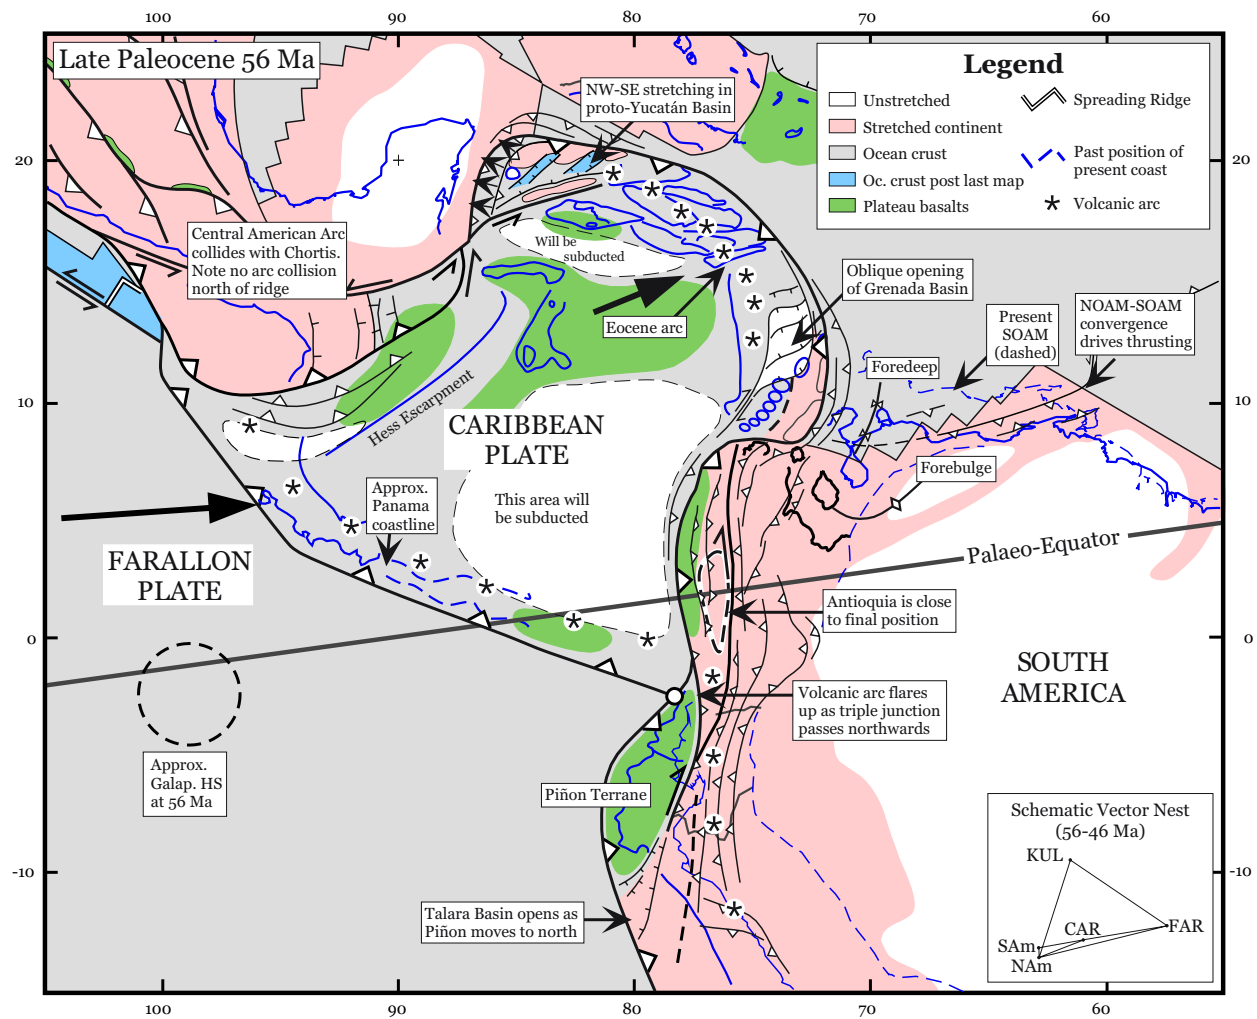 100
90
80
70
60
Late Paleocene 56 Ma
NW-SE stretching in
proto-Yucatán Basin
Legend
Unstretched
Stretched continent
Ocean crust
Oc. crust post last map
Plateau basalts
Spreading Ridge
Past position of
present coast
Volcanic arc
20
20
Central American Arc
collides with Chortis.
Note no arc collision
north of ridge
Will be
subducted
Oblique opening
of Grenada Basin
Eocene arc
Present
SOAM
(dashed)
NOAM-SOAM
convergence
drives thrusting
Foredeep
10
10
Hess Escarpment
CARIBBEAN
PLATE
This area will
be subducted
Forebulge
Approx.
Panama
coastline
FARALLON
PLATE
Palaeo-Equator
Antioquia is close
to final position
0
0
SOUTH
AMERICA
Volcanic arc flares
up as triple junction
passes northwards
Approx.
Galap. HS
at 56 Ma
Piñon Terrane
Schematic Vector Nest
(56-46 Ma)
KUL
CAR
FAR
SAm
NAm
-10
-10
Talara Basin opens as
Piñon moves to north
100
90
80
70
60